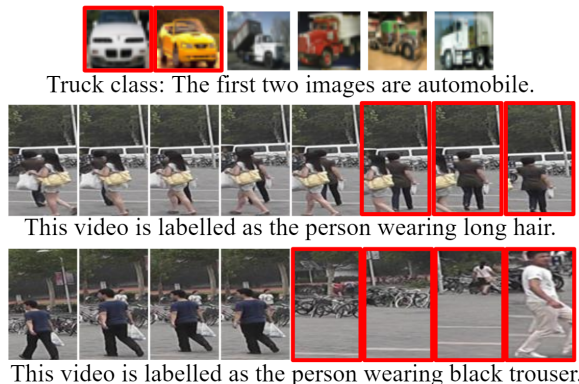 Truck class: The first two images are automobile.
This video is labelled as the person wearing long hair.
This video is labelled as the person wearing black trouser.